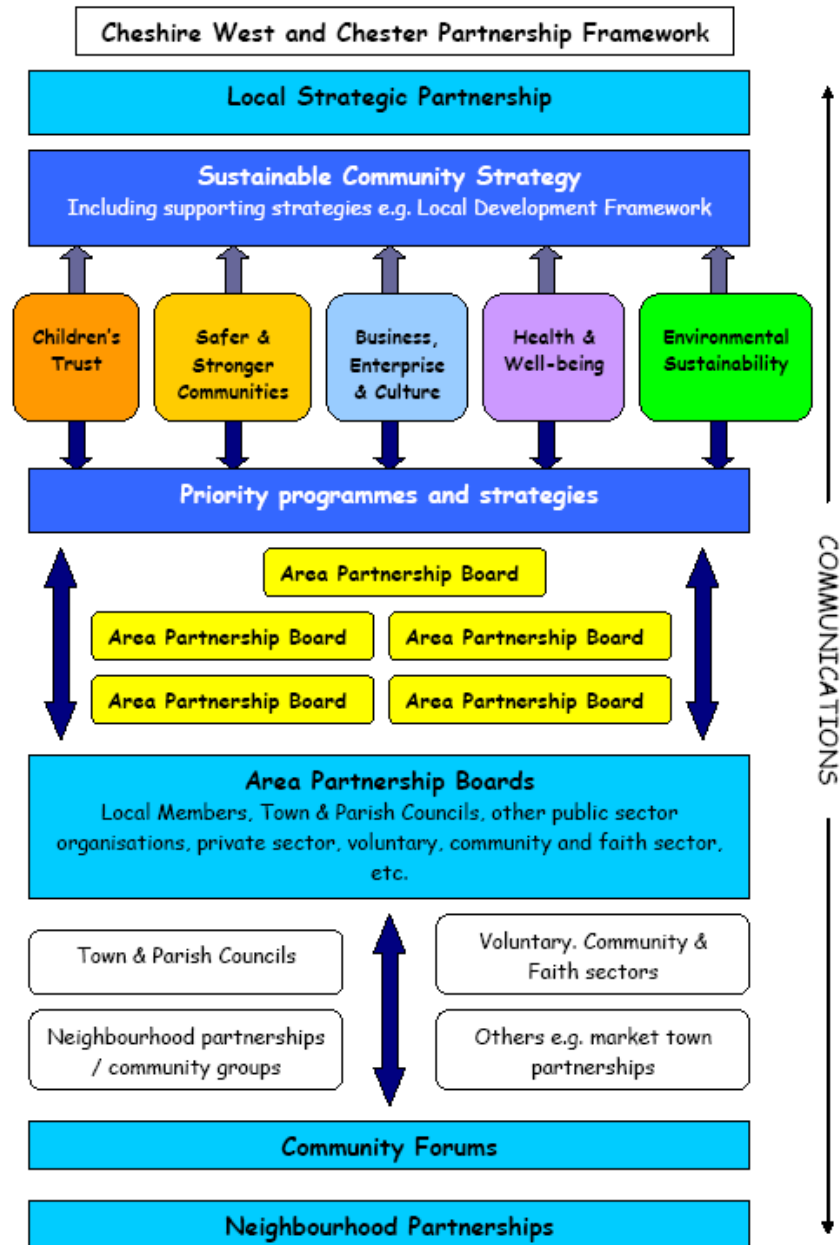 Cheshire West and Chester Partnership Framework
Local Strategic Partnership
Sustainable Community Strategy
Including supporting strategies e.g. Local Development Framework
Children's
Trust
Safer &
Stronger
Communities
Business,
Enterprise
& Culture
Health &
Well-being
Environmental
Sustainability
Priority programmes and strategies
Area Partnership Board
Area Partnership Board
Area Partnership Board
Area Partnership Board
Area Partnership Board
Area Partnership Boards
Local Members, Town & Parish Councils, other public sector
organisations, private sector, voluntary, community and faith sector,
etc.
Town & Parish Councils
Voluntary. Community &
Faith sectors
Neighbourhood partnerships
/ community groups
Others e.g. market town
partnerships
Community Forums
Neighbourhood Partnerships
COMMUNICATIONS